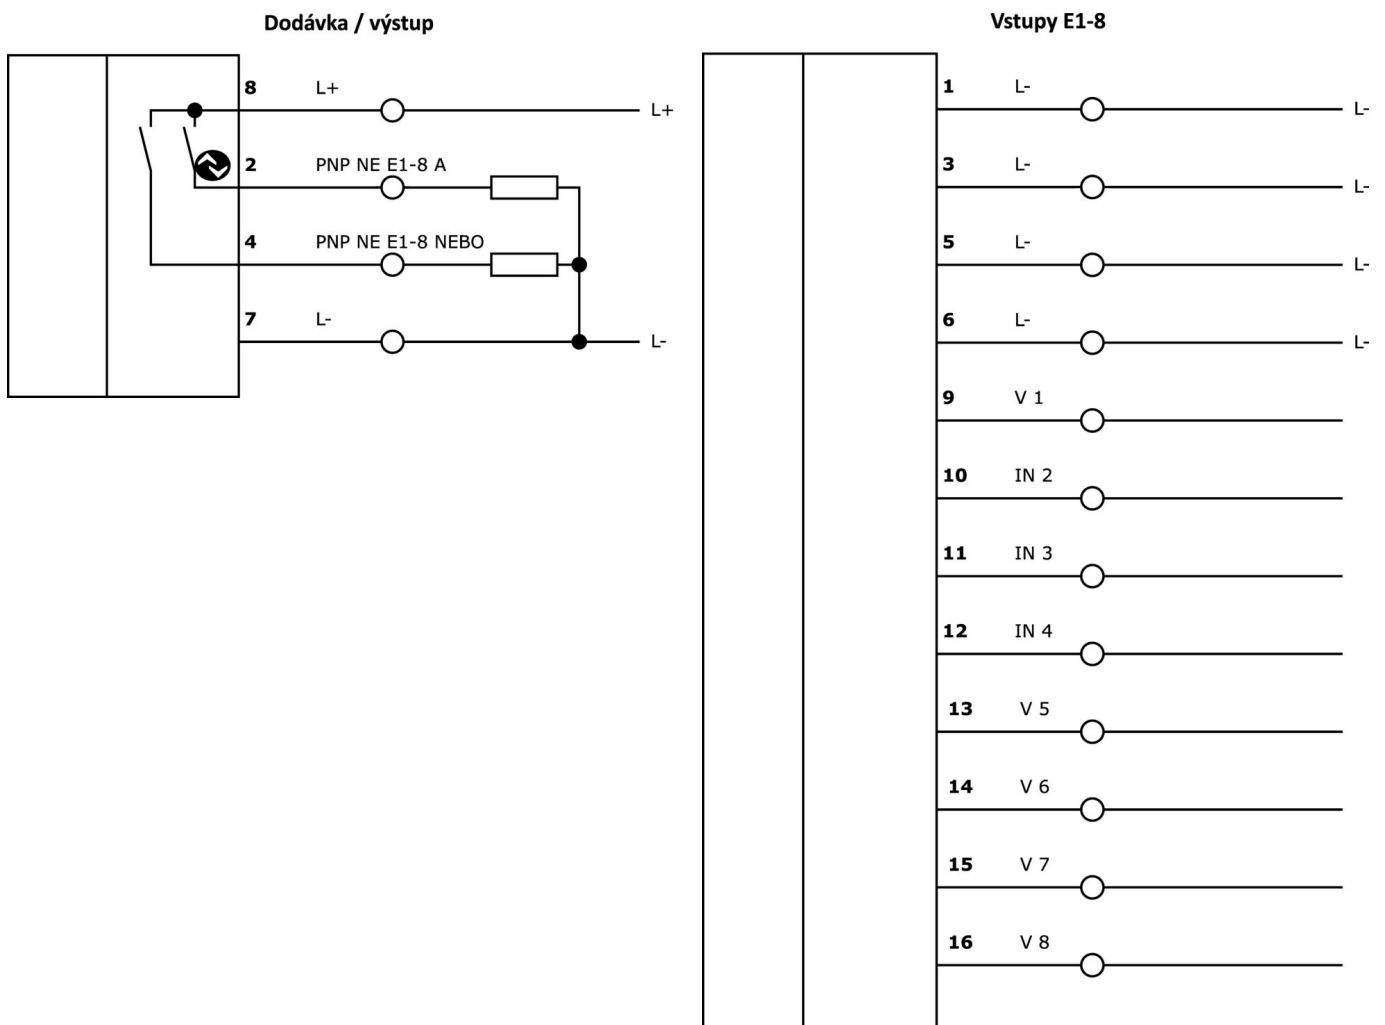 Dodávka / výstup
8 L+
L+
2 PNP NE E1-8 A
4 PNP NE E1-8 NEBO
7 L-
L-
Vstupy E1-8
1 L-
L-
3 L-
L-
5 L-
L-
6 L-
L-
9 V 1
10 IN 2
11 IN 3
12 IN 4
13 V 5
14 V 6
15 V 7
16 V 8